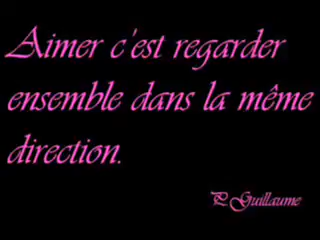 Aimer c'est regarder
ensemble dans la même
direction.
P. Guillaume